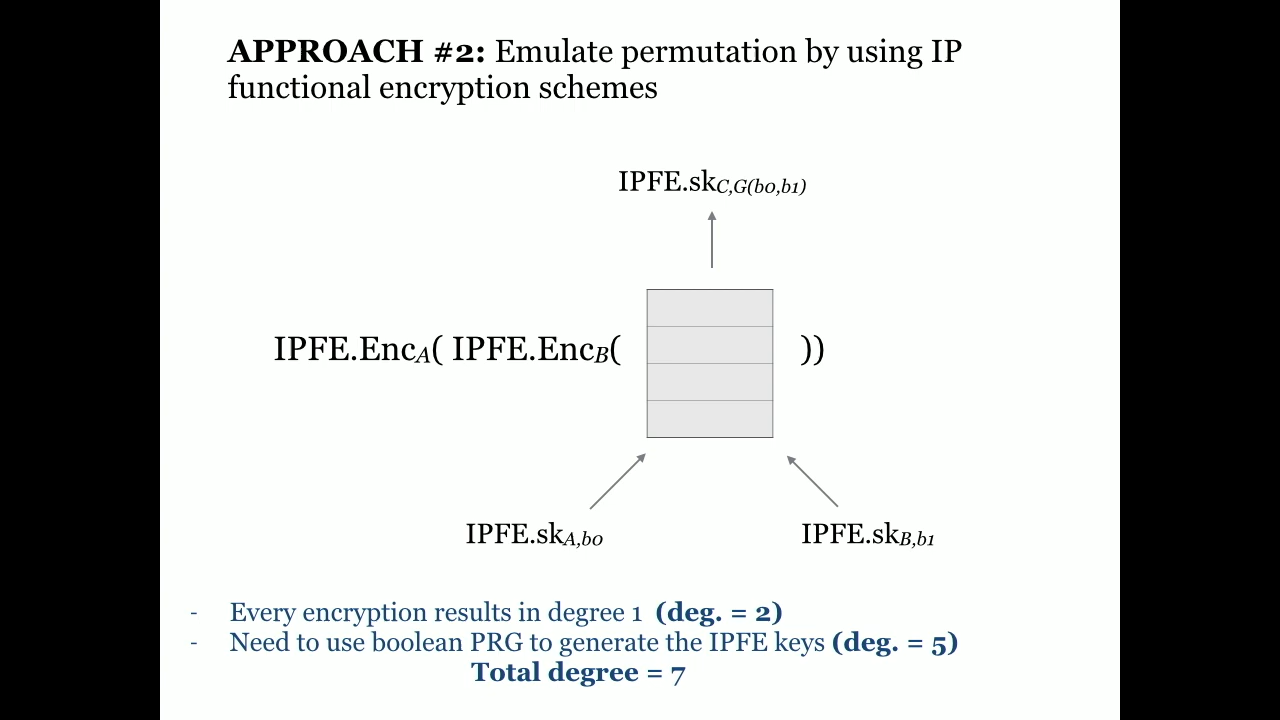 APPROACH #2: Emulate permutation by using IP
functional encryption schemes
IPFE.skC,G(b0,b1)
IPFE.EncA( IPFE.EncB( ))
IPFE.skA,b0 IPFE.skB,b1
- Every encryption results in degree 1 (deg. = 2)
- Need to use boolean PRG to generate the IPFE keys (deg. = 5)
Total degree = 7